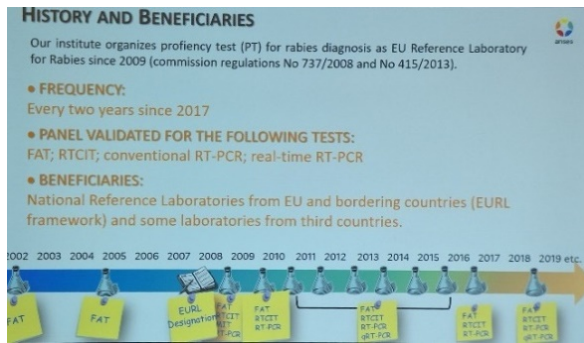 HISTORY AND BENEFICIARIES
anses
Our institute organizes profiency test (PT) for rabies diagnosis as EU Reference Laboratory
for Rabies since 2009 (commission regulations No 737/2008 and No 415/2013).
• FREQUENCY:
Every two years since 2017
• PANEL VALIDATED FOR THE FOLLOWING TESTS:
FAT; RTCIT; conventional RT-PCR; real-time RT-PCR
• BENEFICIARIES:
National Reference Laboratories from EU and bordering countries (EURL
framework) and some laboratories from third countries.
2002 2003 2004 2005 2006 2007 2008 2009 2010 2011 2012 2013 2014 2015 2016 2017 2018 2019 etc.
FAT
FAT
EURL
Designation
FAT
RTCIT
RT-PCR
FAT
RTCIT
RT-PCR
qRT-PCR
FAT
RTCIT
RT-PCR
FAT
RTCIT
RT-PCR
qRT-PCR